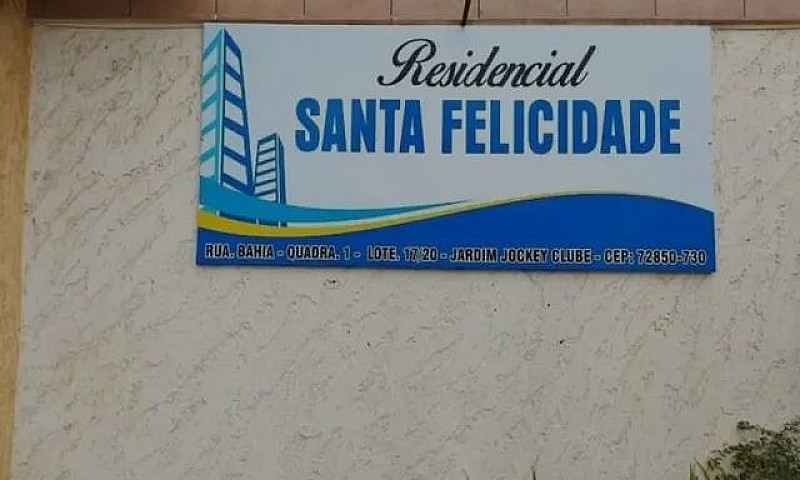 Residencial
SANTA FELICIDADE
RUA. BAHIA - QUADRA. 1 - LOTE. 17/20 - JARDIM JOCKEY CLUBE - CEP: 72850-730